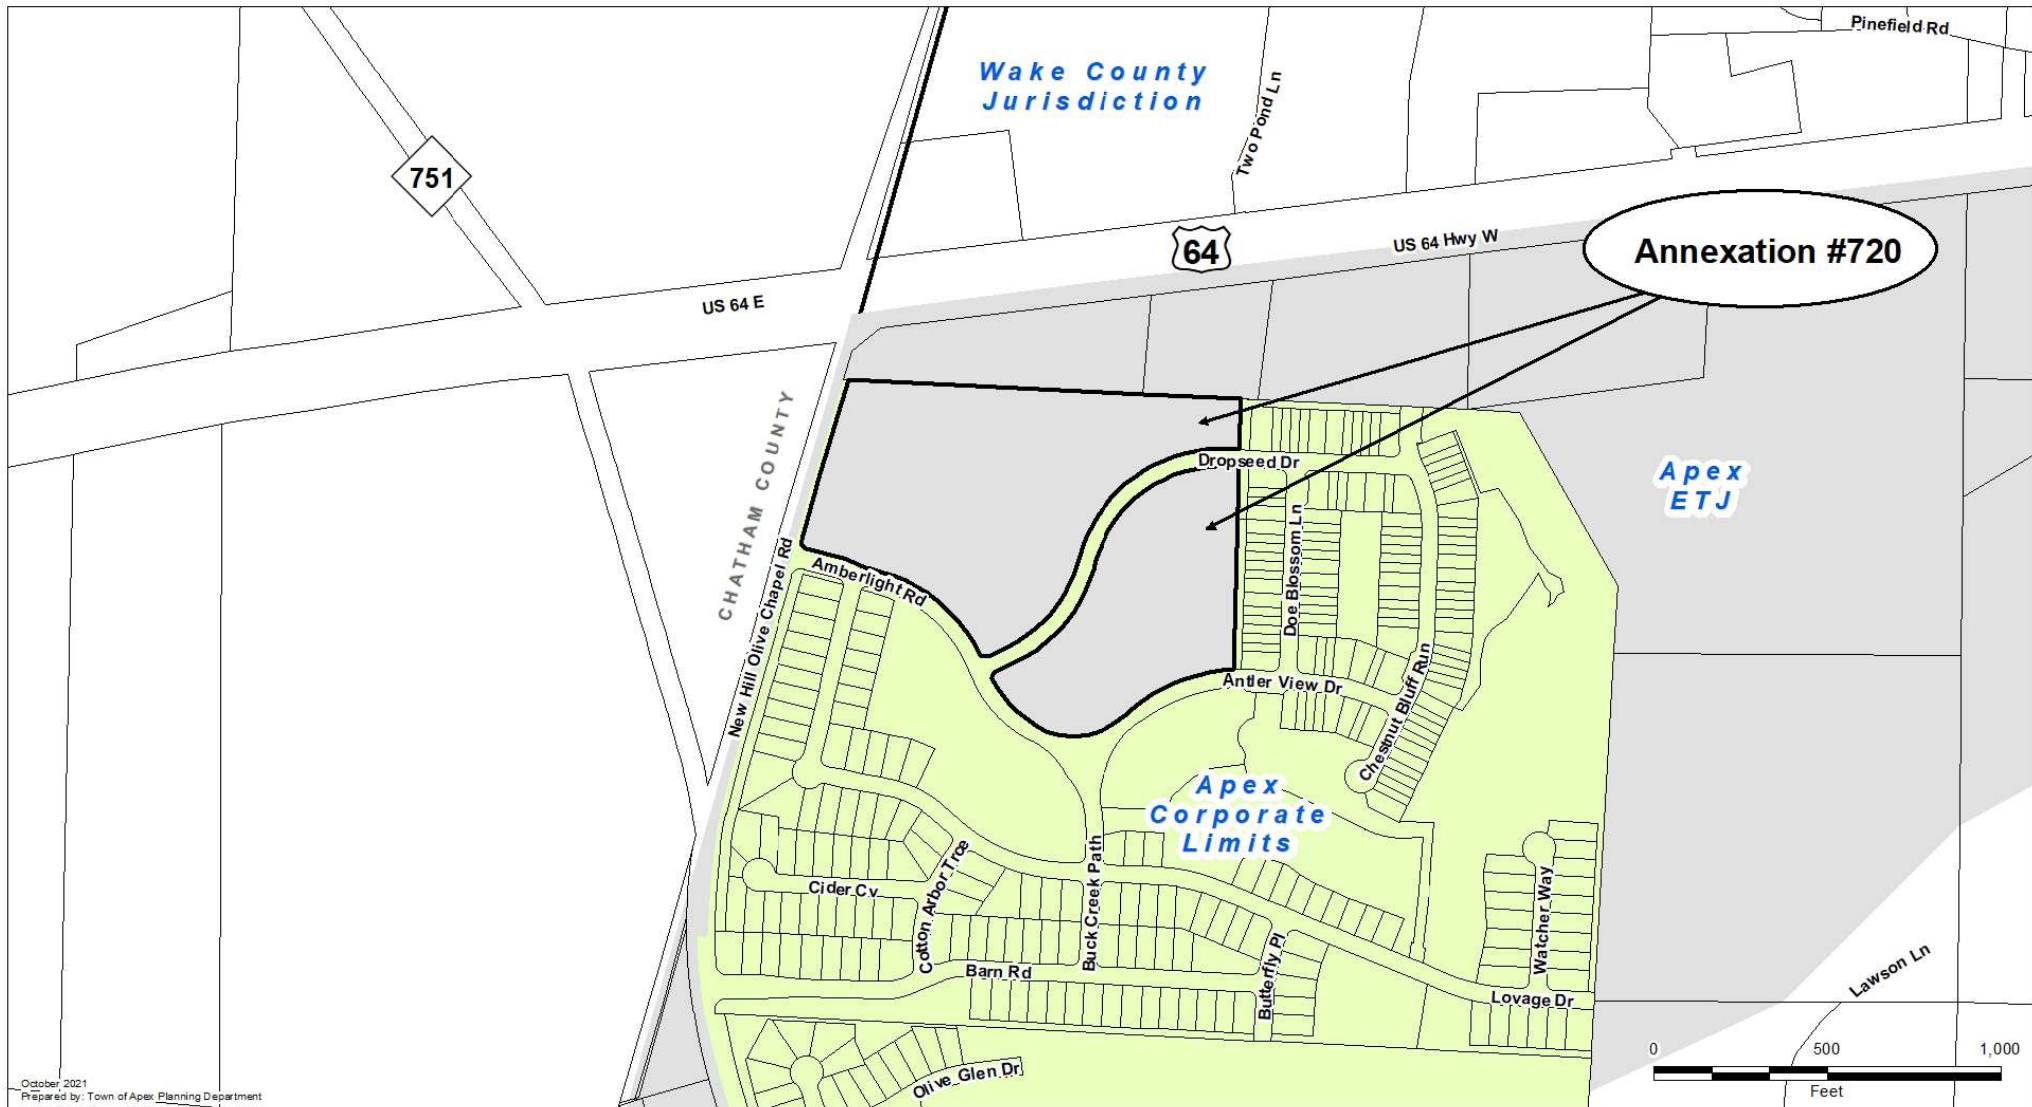 Pinefield Rd
Wake County
Jurisdiction
Two Pond Ln
751
64
US 64 Hwy W
Annexation #720
US 64 E
CHATHAM COUNTY
Dropseed Dr
Apex
ETJ
Doe Blossom Ln
Amberlight Rd
New Hill Olive Chapel Rd
Antler View Dr
Chestnut Bluff Run
Apex
Corporate
Limits
Buck Creek Path
Cotton Arbor Tree
Cider Cv
Watcher Way
Butterfly Pl
Barn Rd
Lovage Dr
Lawson Ln
Olive Glen Dr
0 500 1,000
Feet
October 2021
Prepared by: Town of Apex Planning Department